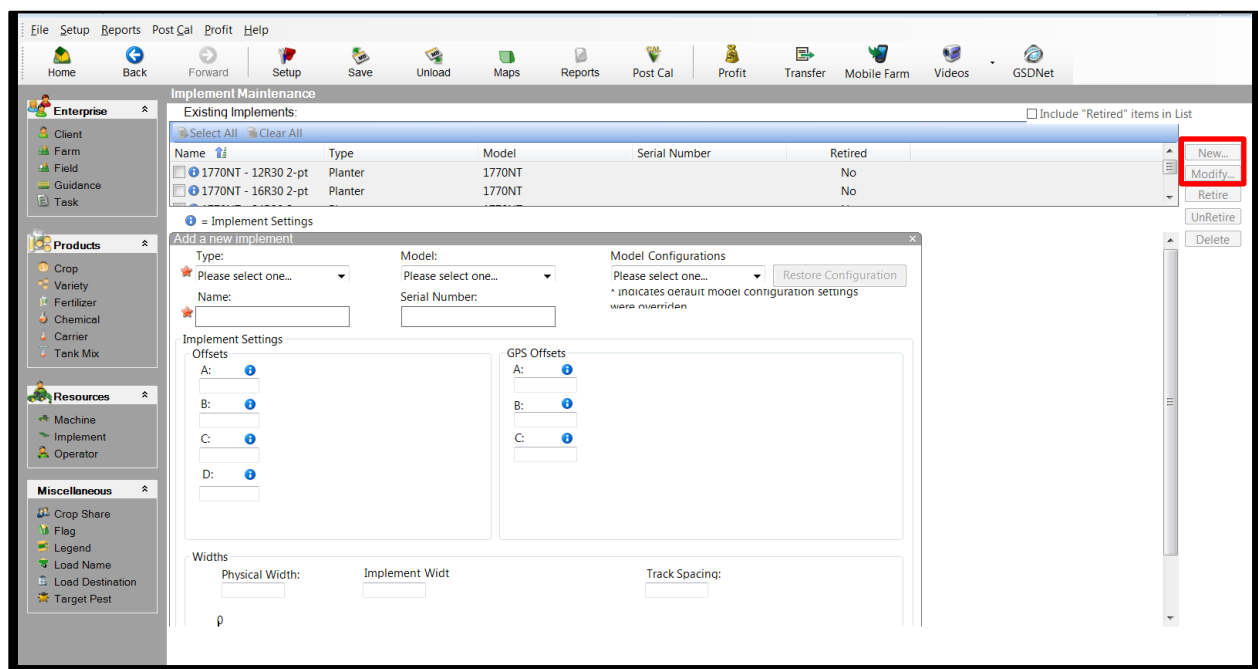 File Setup Reports Post Cal Profit Help
Home Back Forward Setup Save Unload Maps Reports Post Cal Profit Transfer Mobile Farm Videos GSDNet
Implement Maintenance
Enterprise
Client
Farm
Field
Guidance
Task
Products
Crop
Variety
Fertilizer
Chemical
Carrier
Tank Mix
Resources
Machine
Implement
Operator
Miscellaneous
Crop Share
Flag
Legend
Load Name
Load Destination
Target Pest
Existing Implements:
Include "Retired" items in List
Select All Clear All
Name Type Model Serial Number Retired
1770NT - 12R30 2-pt Planter 1770NT No
1770NT - 16R30 2-pt Planter 1770NT No
New...
Modify...
Retire
UnRetire
Delete
= Implement Settings
Add a new implement
Type: Model: Model Configurations
Please select one... Please select one... Please select one... Restore Configuration
* indicates default model configuration settings
were overriden
Name: Serial Number:
Implement Settings
Offsets GPS Offsets
A: A:
B: B:
C: C:
D:
Widths
Physical Width: Implement Widt Track Spacing:
0